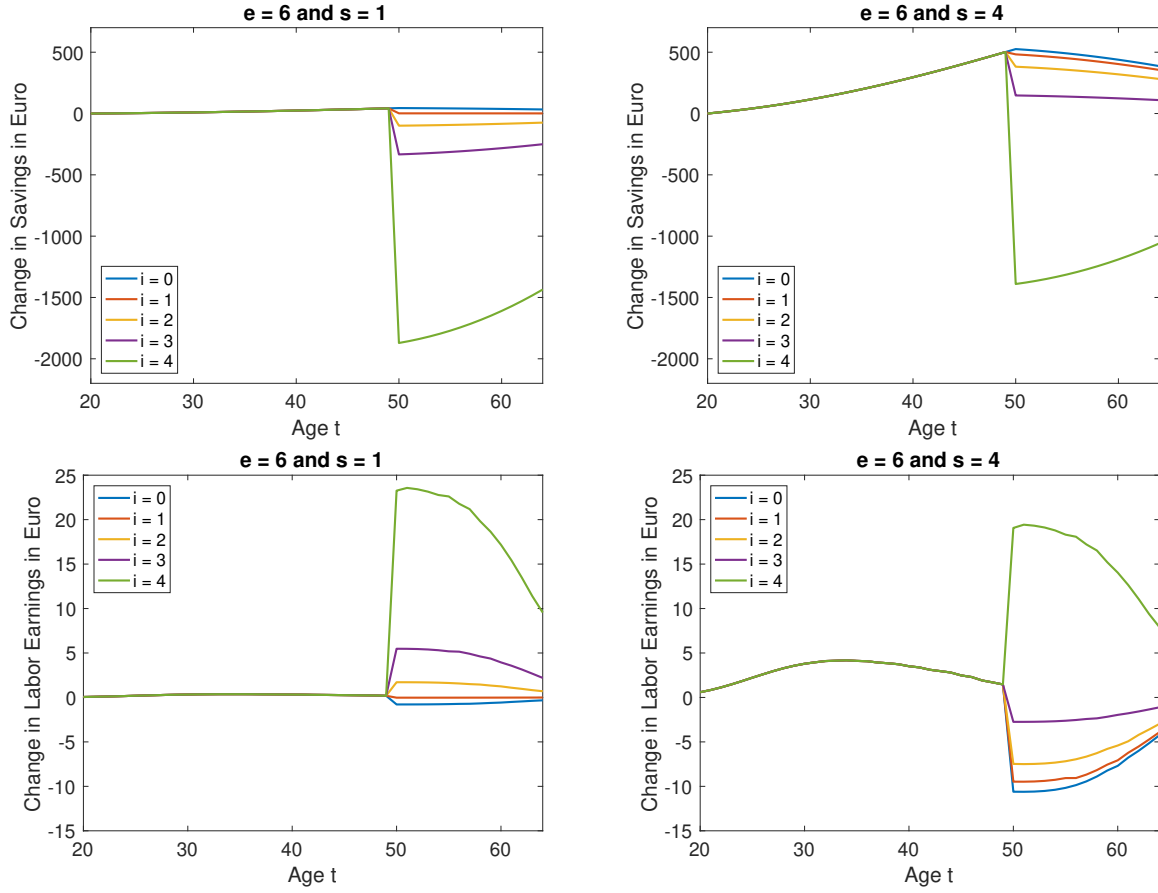 e = 6 and s = 1
Change in Savings in Euro
500
0
-500
-1000
-1500
-2000
i = 0
i = 1
i = 2
i = 3
i = 4
20
30
40
50
60
Age t
e = 6 and s = 4
Change in Savings in Euro
500
0
-500
-1000
-1500
-2000
i = 0
i = 1
i = 2
i = 3
i = 4
20
30
40
50
60
Age t
e = 6 and s = 1
Change in Labor Earnings in Euro
25
20
15
10
5
0
-5
-10
-15
i = 0
i = 1
i = 2
i = 3
i = 4
20
30
40
50
60
Age t
e = 6 and s = 4
Change in Labor Earnings in Euro
25
20
15
10
5
0
-5
-10
-15
i = 0
i = 1
i = 2
i = 3
i = 4
20
30
40
50
60
Age t